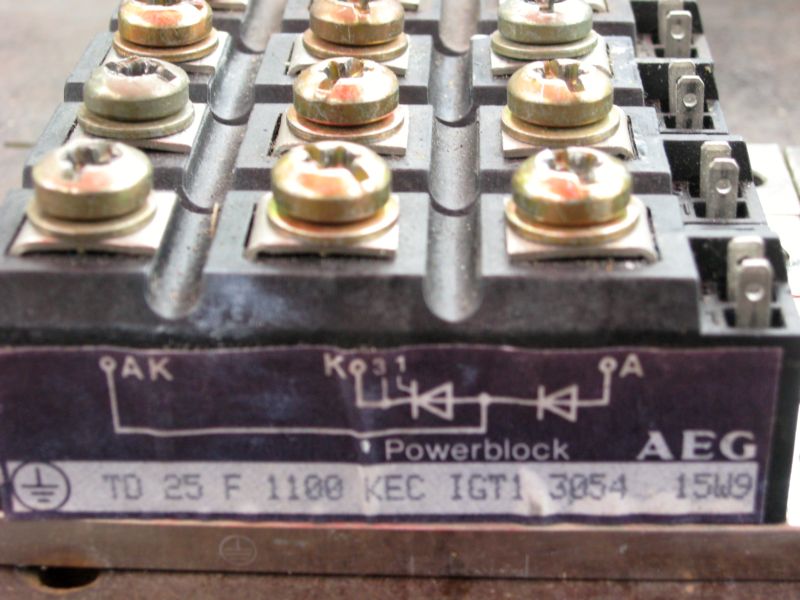 AK K 3 1 A
Powerblock AEG
TD 25 F 1100 KEC IGT1 3054 15W9